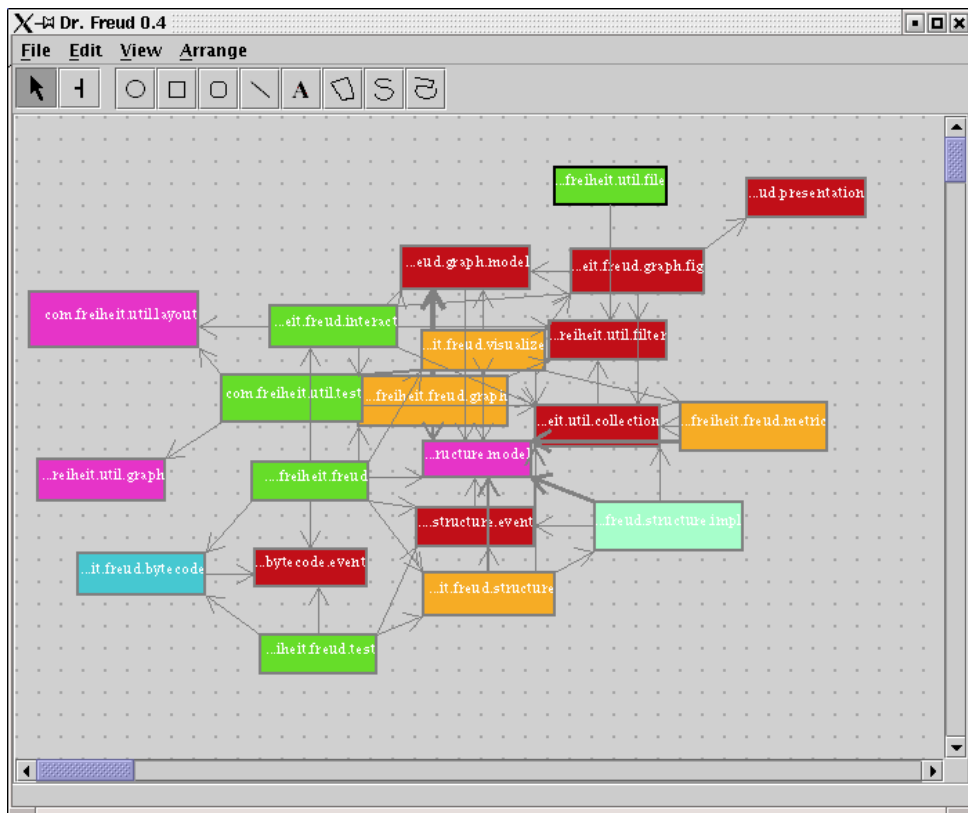 Dr. Freud 0.4
File Edit View Arrange
A
...freiheit.util.file
...ud.presentation
...eud.graph.model
...eit.freud.graph.fig
com.freiheit.util.layout
...eit.freud.interact
...it.freud.visualize
...reiheit.util.filter
com.freiheit.util.test
...freiheit.freud.graph
...eit.util.collection
...freiheit.freud.metric
...ructure.model
...reiheit.util.graph
...freiheit.freud
....structure.event
...freud.structure.impl
...it.freud.bytecode
...bytecode.event
...it.freud.structure
...iheit.freud.test